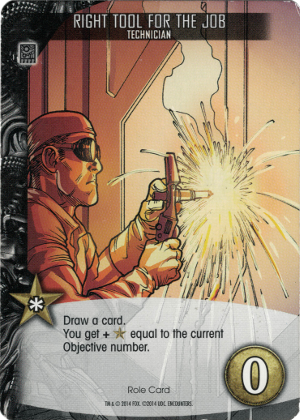 RIGHT TOOL FOR THE JOB
TECHNICIAN
*
Draw a card.
You get + ★ equal to the current
Objective number.
0
Role Card
TM & © 2014 FOX. ©2014 UDC. ENCOUNTERS.